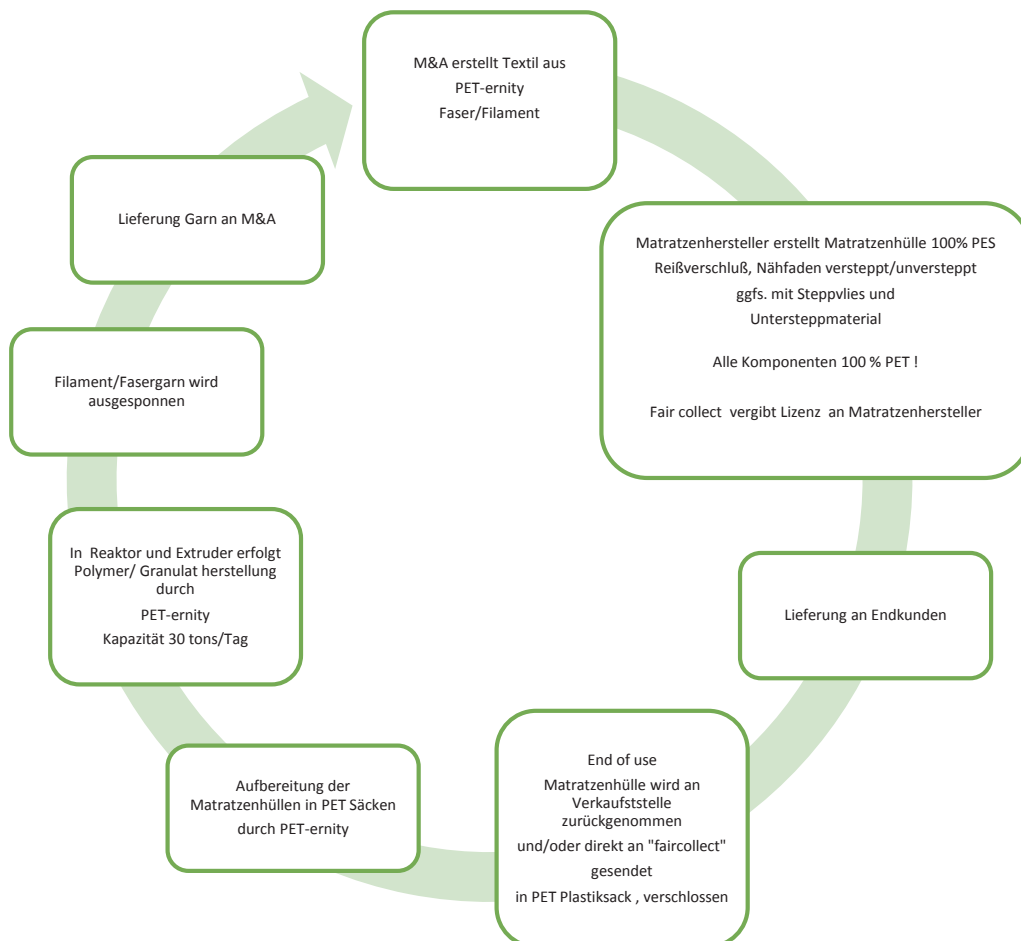 M&A erstellt Textil aus
PET-ernity
Faser/Filament
Matratzenhersteller erstellt Matratzenhülle 100% PES
Reißverschluß, Nähfaden versteppt/unversteppt
ggfs. mit Steppvlies und
Untersteppmaterial
Alle Komponenten 100 % PET !
Fair collect vergibt Lizenz an Matratzenhersteller
Lieferung an Endkunden
End of use
Matratzenhülle wird an
Verkaufststelle
zurückgenommen
und/oder direkt an "faircollect"
gesendet
in PET Plastiksack , verschlossen
Aufbereitung der
Matratzenhüllen in PET Säcken
durch PET-ernity
In Reaktor und Extruder erfolgt
Polymer/ Granulat herstellung
durch
PET-ernity
Kapazität 30 tons/Tag
Filament/Fasergarn wird
ausgesponnen
Lieferung Garn an M&A